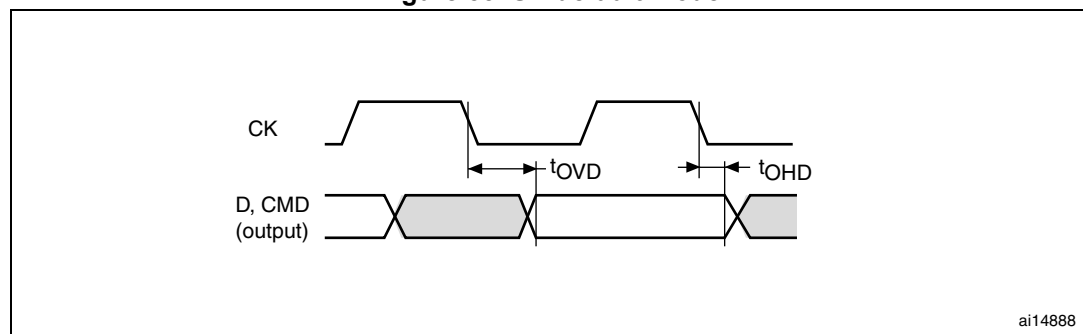 CK
tOVD
tOHD
D, CMD
(output)
ai14888